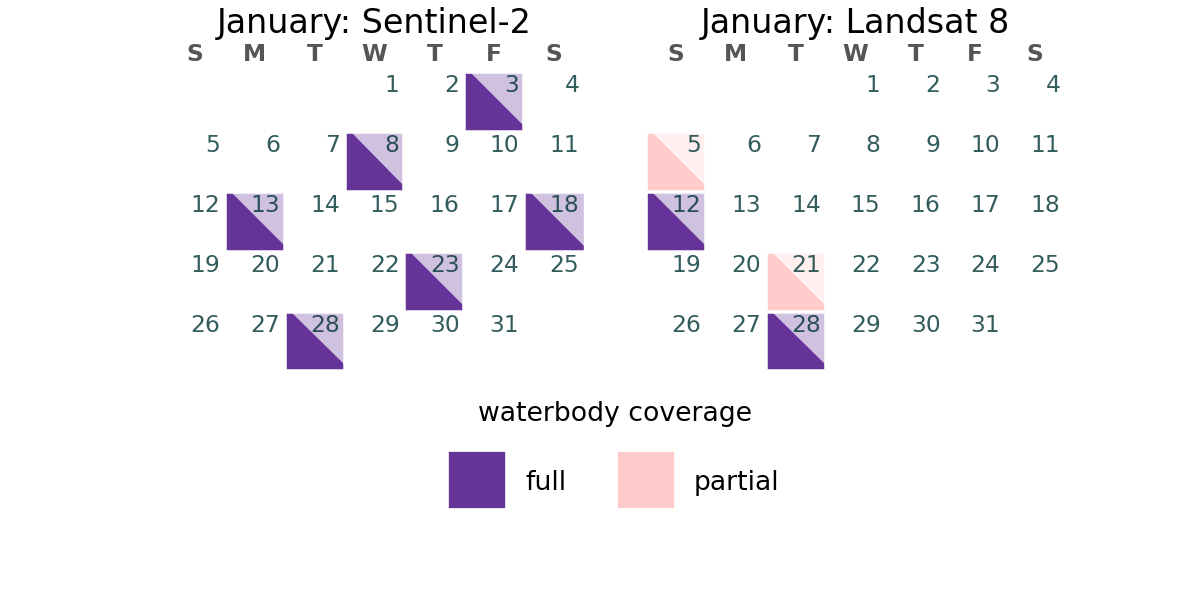 January: Sentinel-2
S M T W T F S
1 2 3 4
5 6 7 8 9 10 11
12 13 14 15 16 17 18
19 20 21 22 23 24 25
26 27 28 29 30 31
January: Landsat 8
S M T W T F S
1 2 3 4
5 6 7 8 9 10 11
12 13 14 15 16 17 18
19 20 21 22 23 24 25
26 27 28 29 30 31
waterbody coverage
full
partial